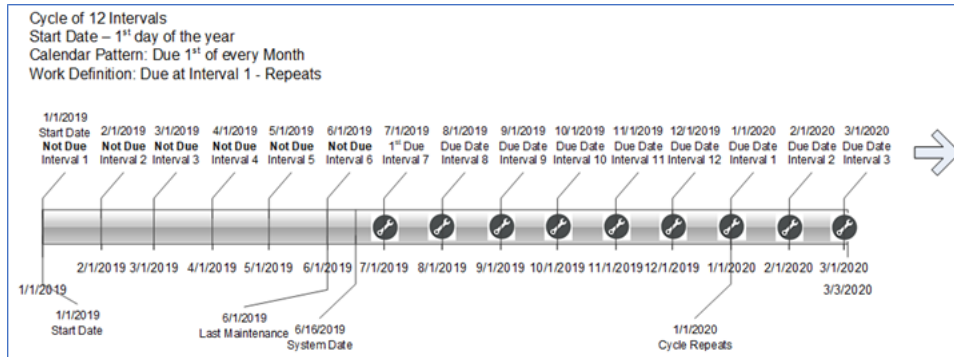 Cycle of 12 Intervals
Start Date – 1st day of the year
Calendar Pattern: Due 1st of every Month
Work Definition: Due at Interval 1 - Repeats
1/1/2019
Start Date
Not Due
Interval 1
2/1/2019
Not Due
Interval 2
3/1/2019
Not Due
Interval 3
4/1/2019
Not Due
Interval 4
5/1/2019
Not Due
Interval 5
6/1/2019
Not Due
Interval 6
7/1/2019
1st Due
Interval 7
8/1/2019
Due Date
Interval 8
9/1/2019
Due Date
Interval 9
10/1/2019
Due Date
Interval 10
11/1/2019
Due Date
Interval 11
12/1/2019
Due Date
Interval 12
1/1/2020
Due Date
Interval 1
2/1/2020
Due Date
Interval 2
3/1/2020
Due Date
Interval 3
2/1/2019 3/1/2019 4/1/2019 5/1/2019 6/1/2019 7/1/2019 8/1/2019 9/1/2019 10/1/2019 11/1/2019 12/1/2019 1/1/2020 2/1/2020 3/1/2020
1/1/2019 3/3/2020
1/1/2019
Start Date
6/1/2019
Last Maintenance
6/16/2019
System Date
1/1/2020
Cycle Repeats